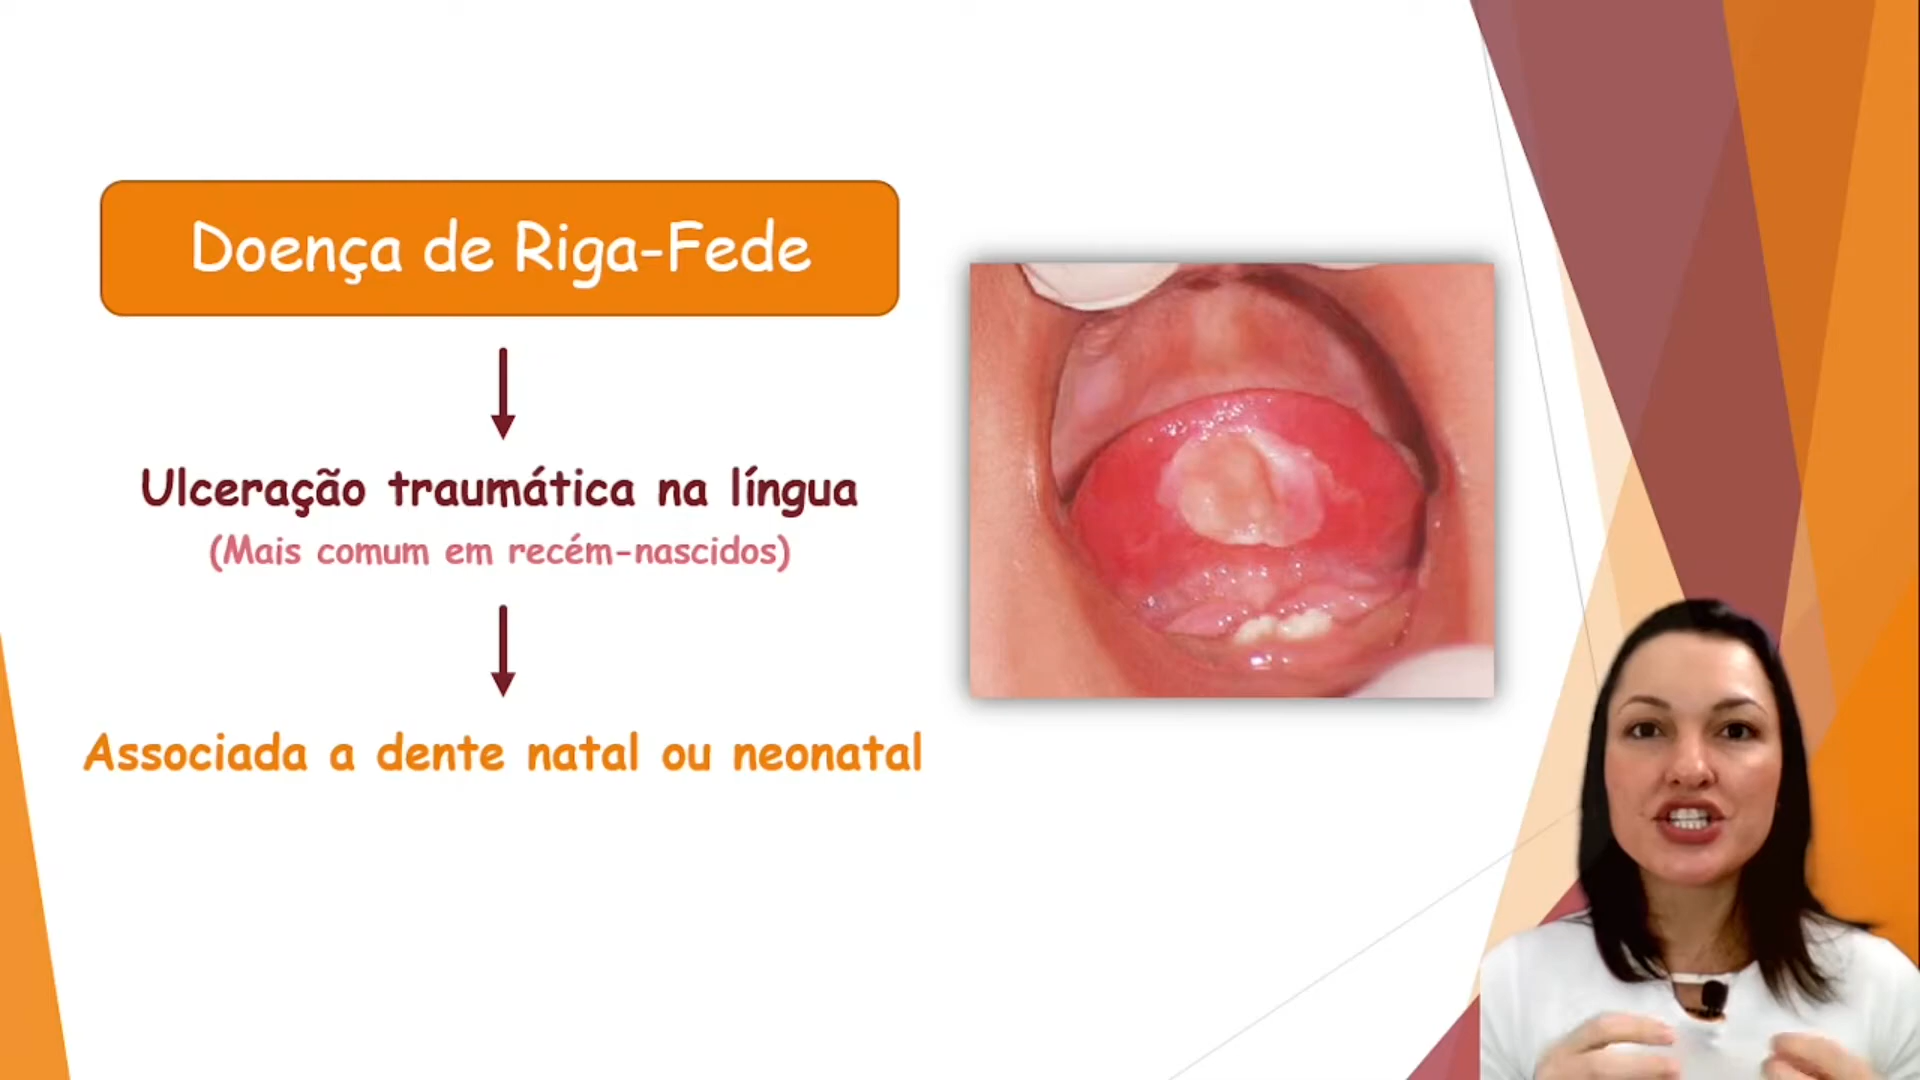 Doença de Riga-Fede
Ulceração traumática na língua
(Mais comum em recém-nascidos)
Associada a dente natal ou neonatal